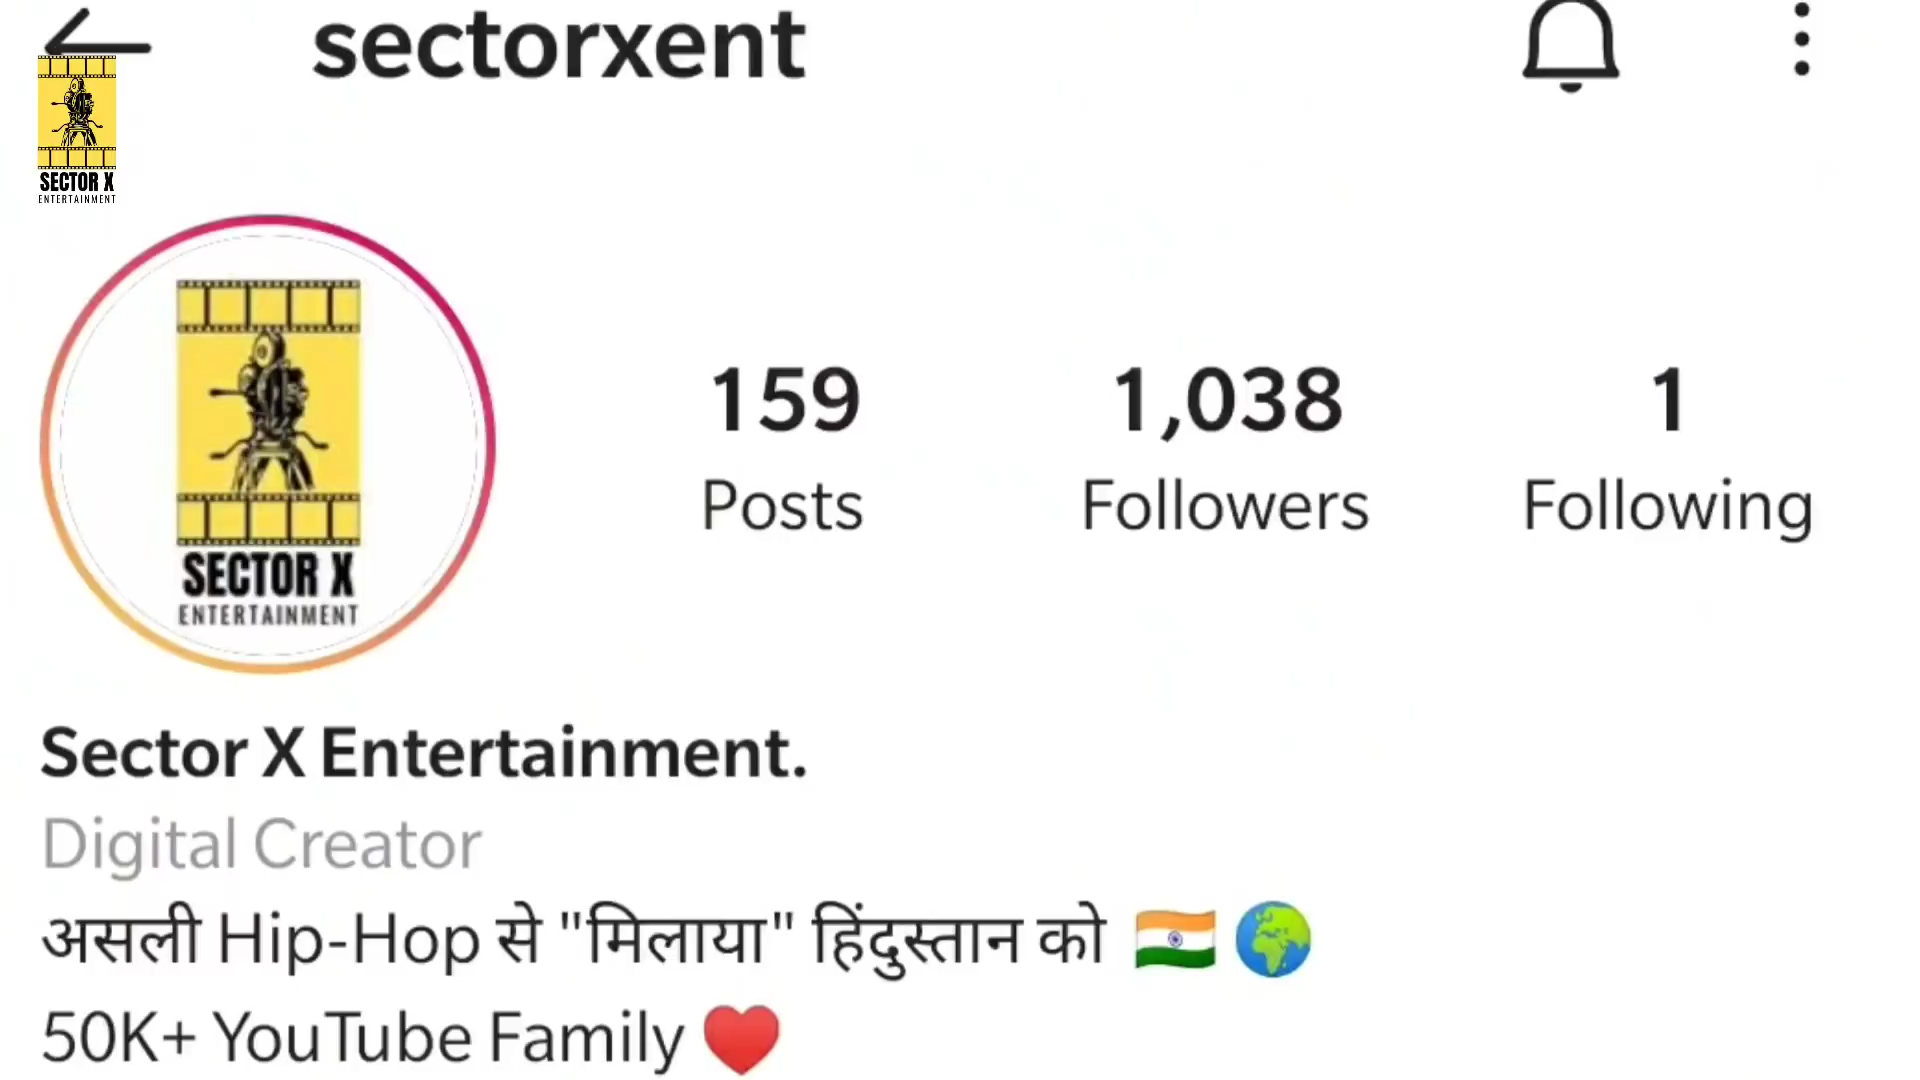 sectorxent
SECTOR X
ENTERTAINMENT
SECTOR X
ENTERTAINMENT
159
1,038
1
Posts
Followers
Following
Sector X Entertainment.
Digital Creator
असली Hip-Hop से "मिलाया" हिंदुस्तान को 🇮🇳 🌍
50K+ YouTube Family ❤️